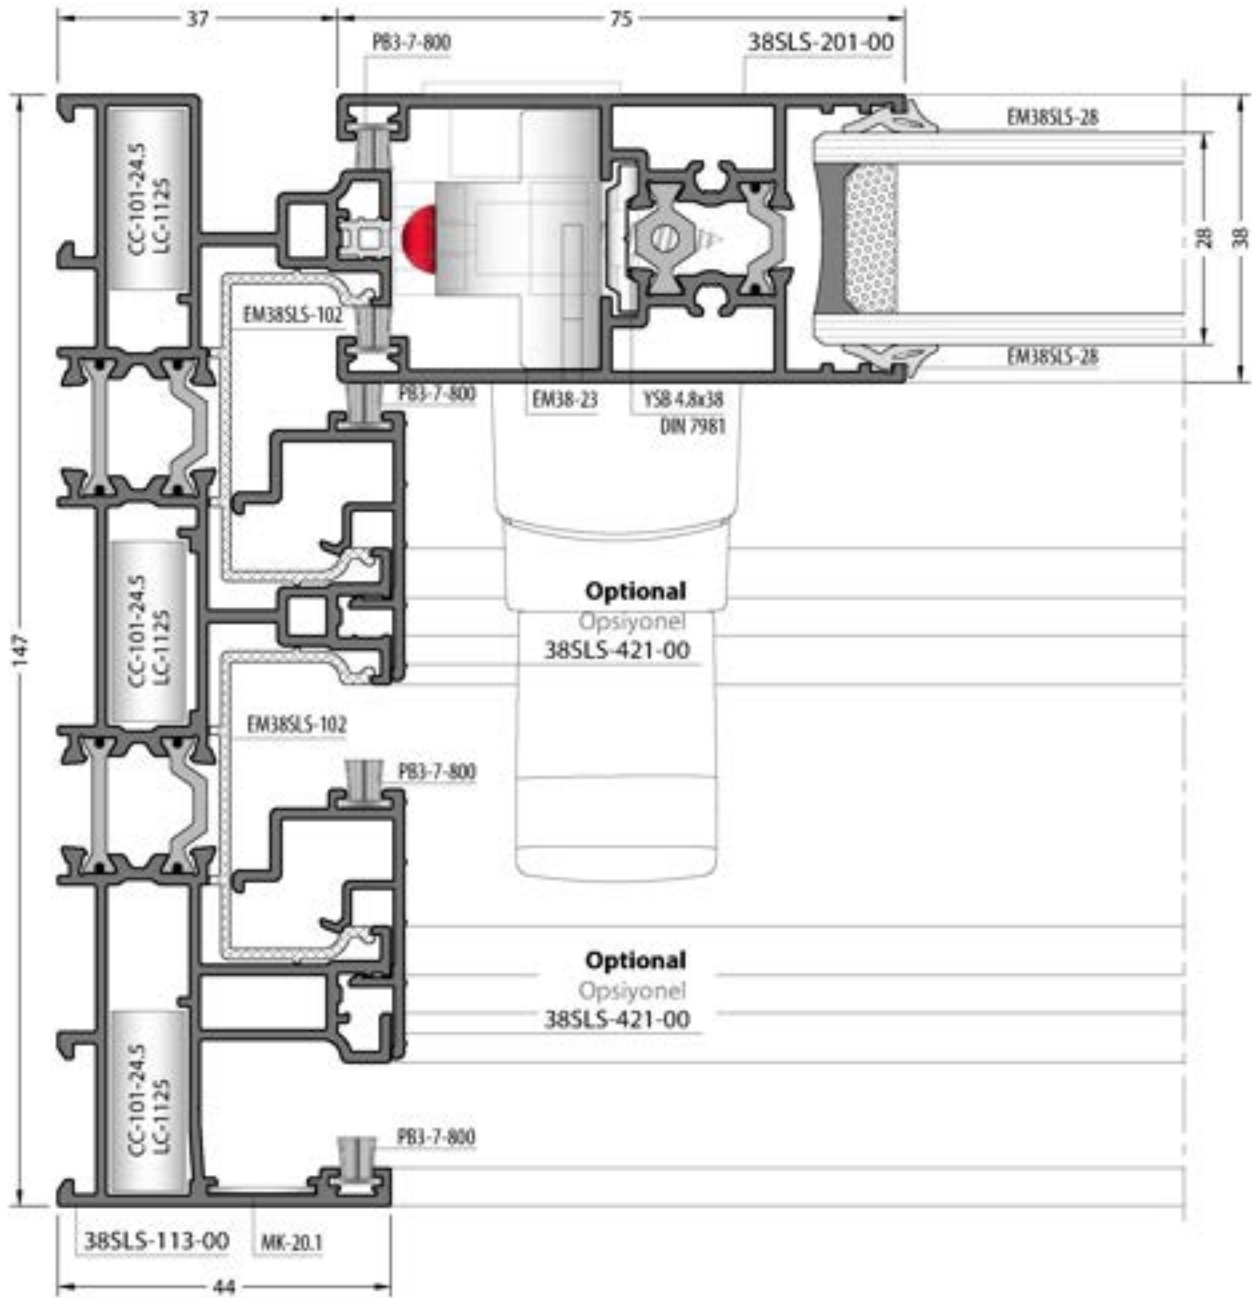 37
75
PB3-7-800
38SLS-201-00
EM38SLS-28
CC-101-24.5
LC-1125
28
38
EM38SLS-102
EM38SLS-28
PB3-7-800
EM38-23
YSB 4.8x38
DIN 7981
Optional
Opsiyonel
38SLS-421-00
CC-101-24.5
LC-1125
147
EM38SLS-102
PB3-7-800
Optional
Opsiyonel
38SLS-421-00
CC-101-24.5
LC-1125
PB3-7-800
38SLS-113-00
MK-20.1
44